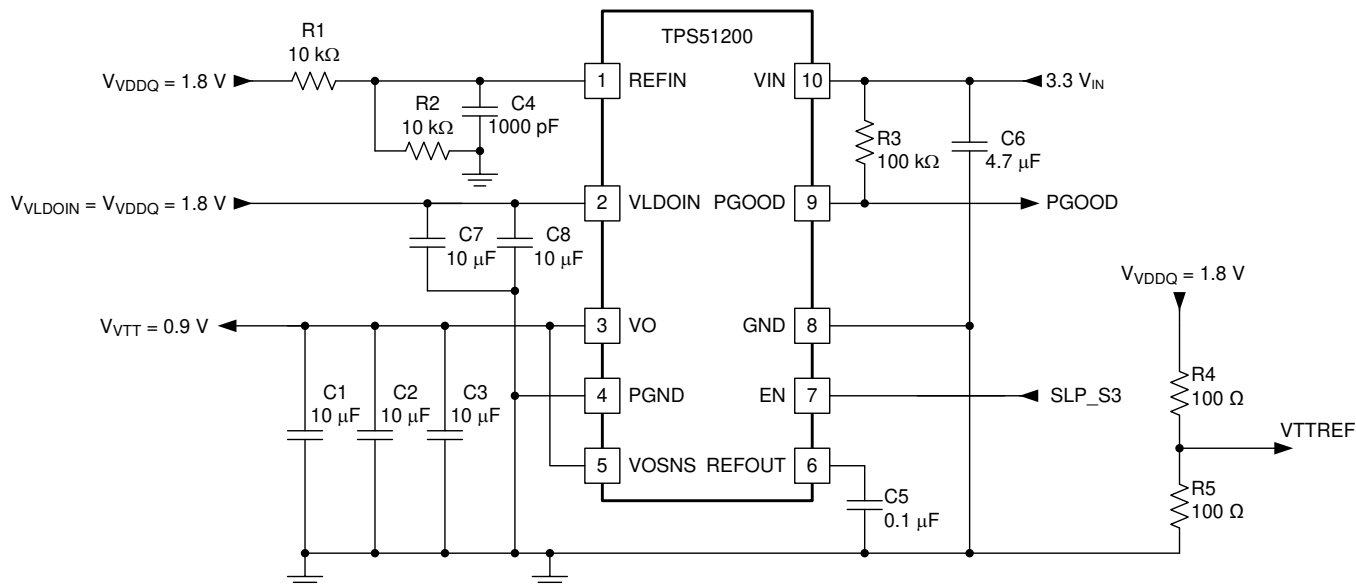 TPS51200
R1
10 kΩ
V_VDDQ = 1.8 V
1
REFIN
VIN
10
3.3 V_IN
R2
10 kΩ
C4
1000 pF
R3
100 kΩ
C6
4.7 μF
V_VLDOIN = V_VDDQ = 1.8 V
2
VLDOIN
PGOOD
9
PGOOD
C7
10 μF
C8
10 μF
V_VDDQ = 1.8 V
V_VTT = 0.9 V
3
VO
GND
8
C1
10 μF
C2
10 μF
C3
10 μF
4
PGND
EN
7
SLP_S3
R4
100 Ω
VTTREF
5
VOSNS
REFOUT
6
C5
0.1 μF
R5
100 Ω